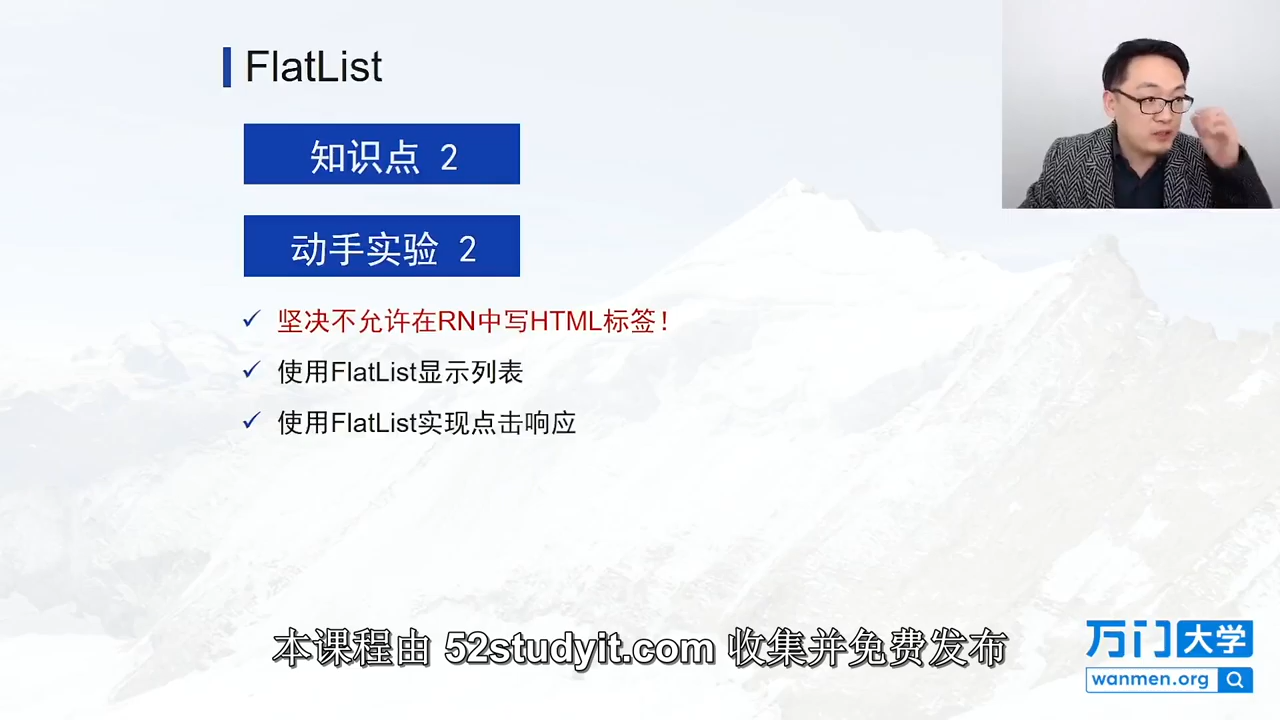 FlatList
知识点 2
动手实验 2
坚决不允许在RN中写HTML标签！
使用FlatList显示列表
使用FlatList实现点击响应
本课程由 52studyit.com 收集并免费发布
万门大学
wanmen.org